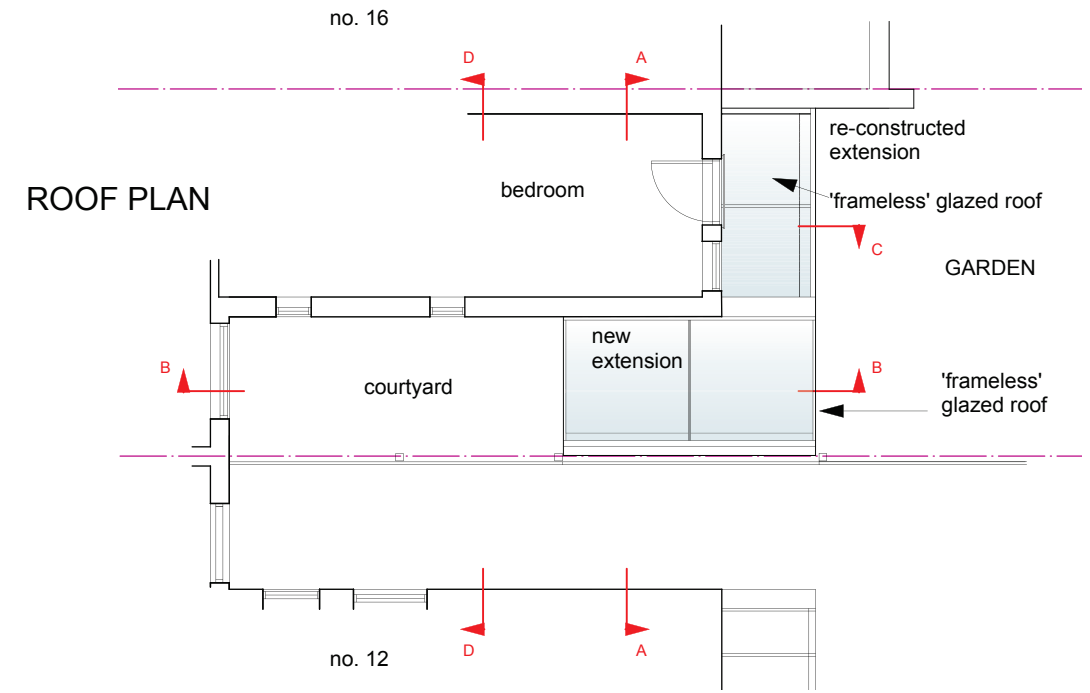 no. 16
D
A
re-constructed
extension
ROOF PLAN
bedroom
'frameless' glazed roof
C
GARDEN
new
extension
B
courtyard
B
'frameless'
glazed roof
D
A
no. 12